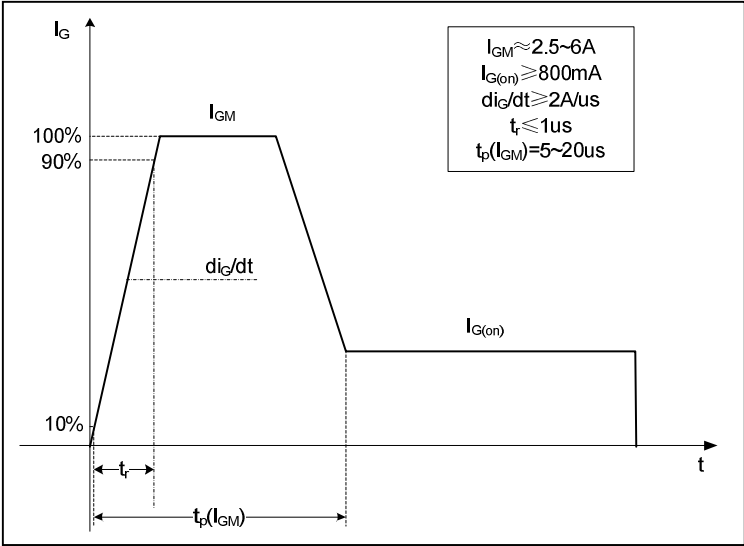 IG
IGM≈2.5~6A
IG(on)≥800mA
diG/dt≥2A/us
tr≤1us
tp(IGM)=5~20us
IGM
100%
90%
diG/dt
IG(on)
10%
t
tr
tp(IGM)